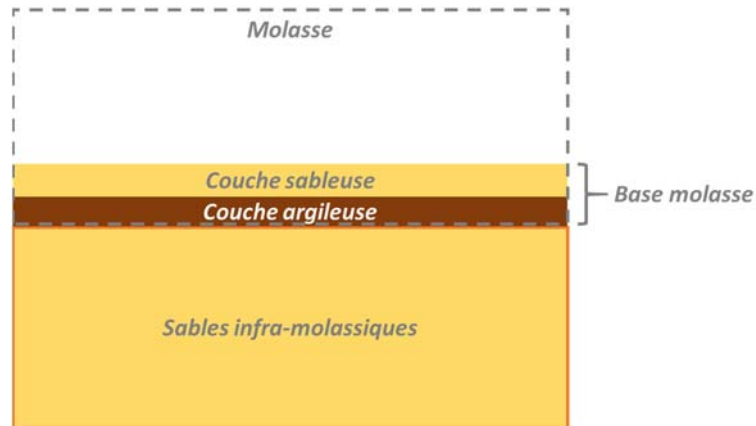 Molasse
Couche sableuse
Couche argileuse
Base molasse
Sables infra-molassiques